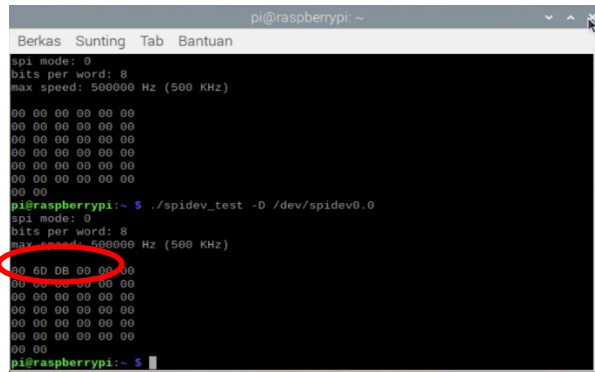 pi@raspberrypi: ~
Berkas Sunting Tab Bantuan
spi mode: 0
bits per word: 8
max speed: 500000 Hz (500 KHz)
00 00 00 00 00 00
00 00 00 00 00 00
00 00 00 00 00 00
00 00 00 00 00 00
00 00 00 00 00 00
00 00 00 00 00 00
00 00
pi@raspberrypi:~ $ ./spidev_test -D /dev/spidev0.0
spi mode: 0
bits per word: 8
max speed: 500000 Hz (500 KHz)
00 6D DB 00 00 00
00 00 00 00 00 00
00 00 00 00 00 00
00 00 00 00 00 00
00 00 00 00 00 00
00 00 00 00 00 00
00 00
pi@raspberrypi:~ $